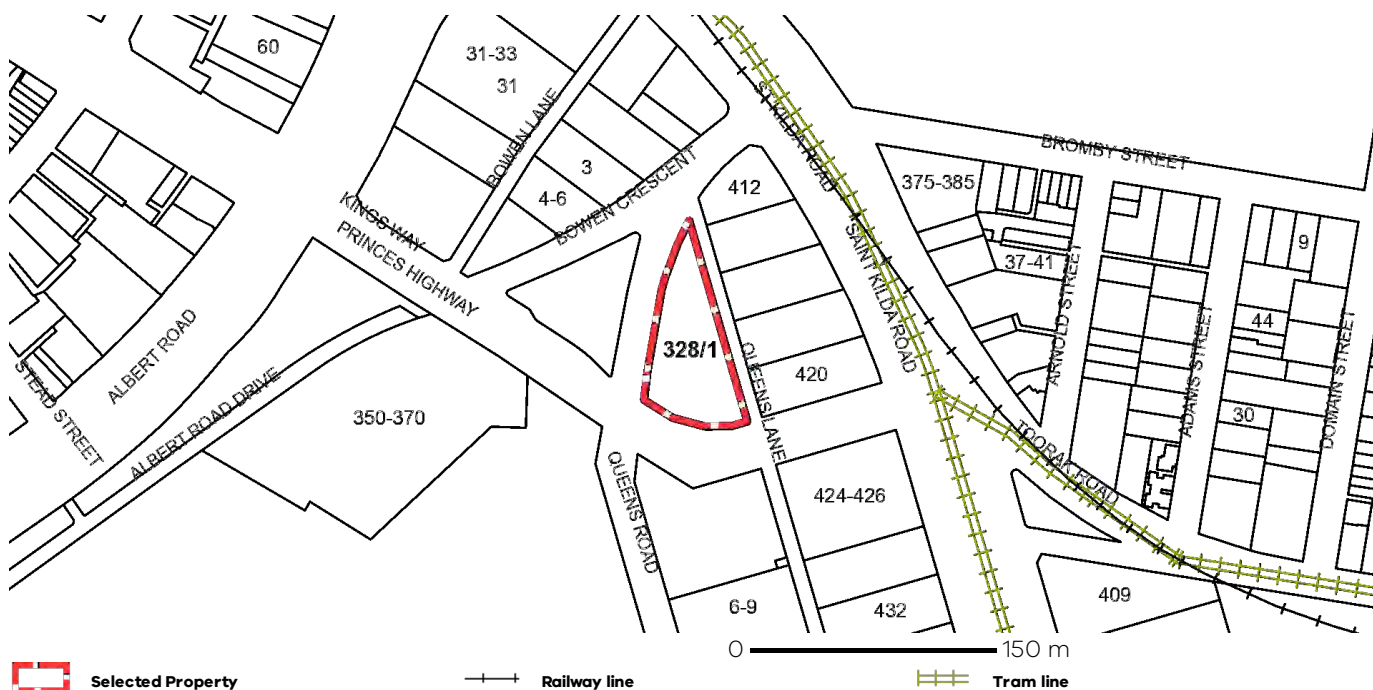 60
31-33
31
BOWEN LANE
3
4-6
BOWEN CRESCENT
KINGS WAY
PRINCES HIGHWAY
ST KILDA ROAD
BROMBY STREET
412
375-385
SAINT KILDA ROAD
37-41
9
ARNOLD STREET
44
ADAMS STREET
DOMAIN STREET
328/1
QUEENS LANE
420
30
ALBERT ROAD
STEAD STREET
ALBERT ROAD DRIVE
350-370
QUEENS ROAD
TOORAK ROAD
424-426
6-9
432
409
0 150 m
Selected Property
Railway line
Tram line